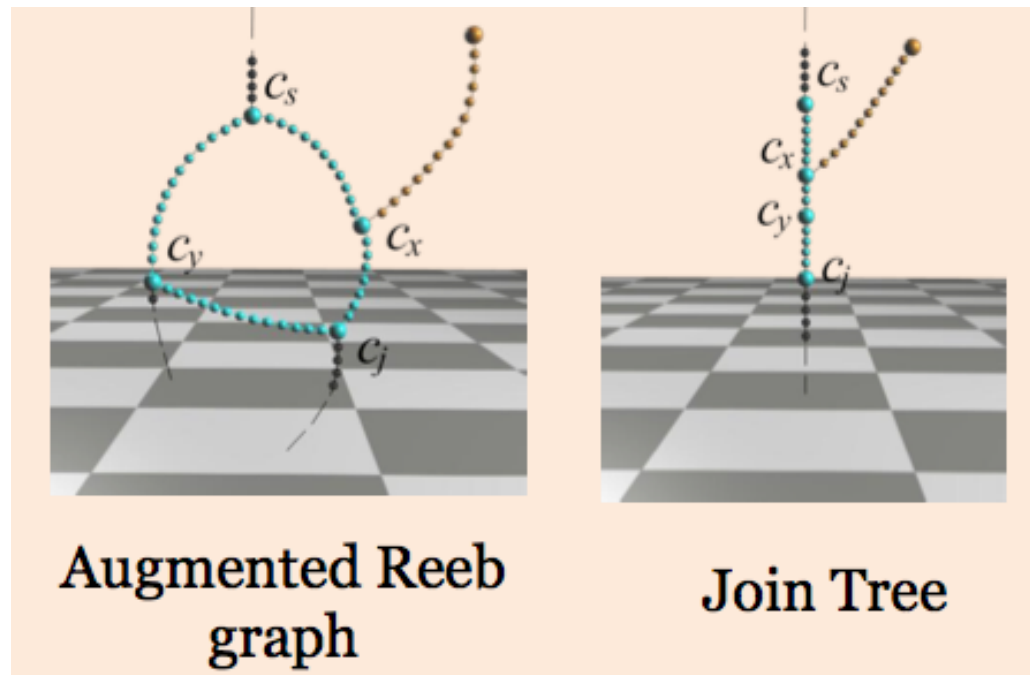 c_s
c_y
c_x
c_j
Augmented Reeb
graph
c_s
c_x
c_y
c_j
Join Tree